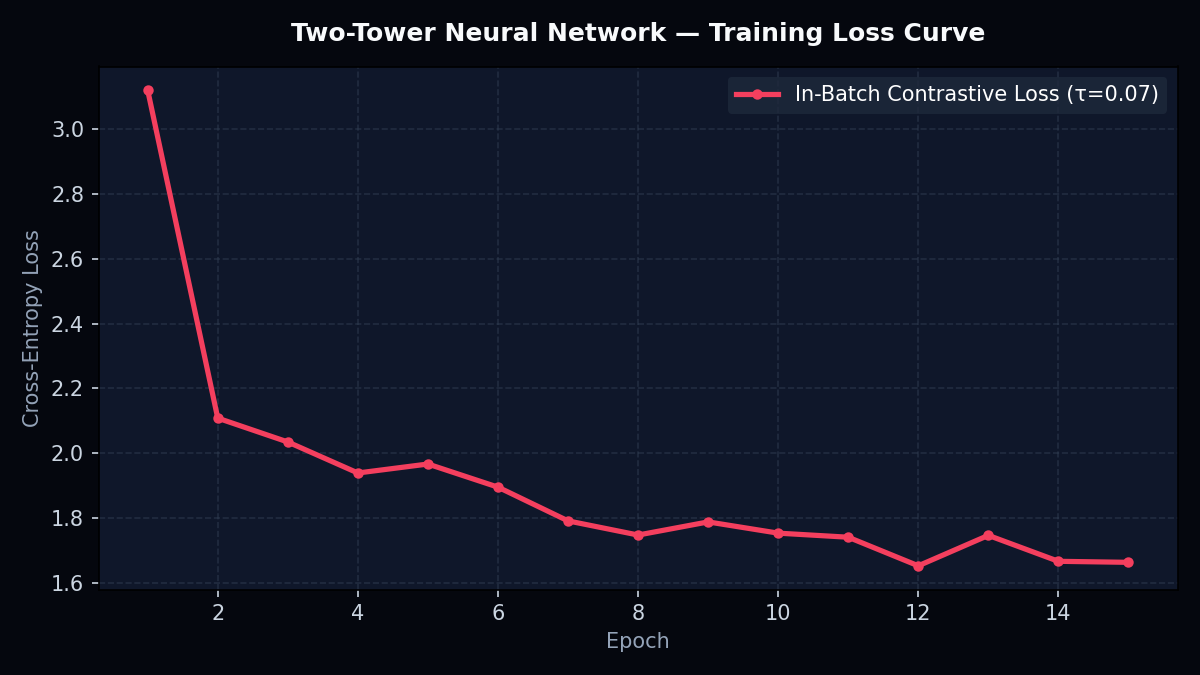 Two-Tower Neural Network — Training Loss Curve
In-Batch Contrastive Loss (τ=0.07)
Cross-Entropy Loss
3.0
2.8
2.6
2.4
2.2
2.0
1.8
1.6
2 4 6 8 10 12 14
Epoch